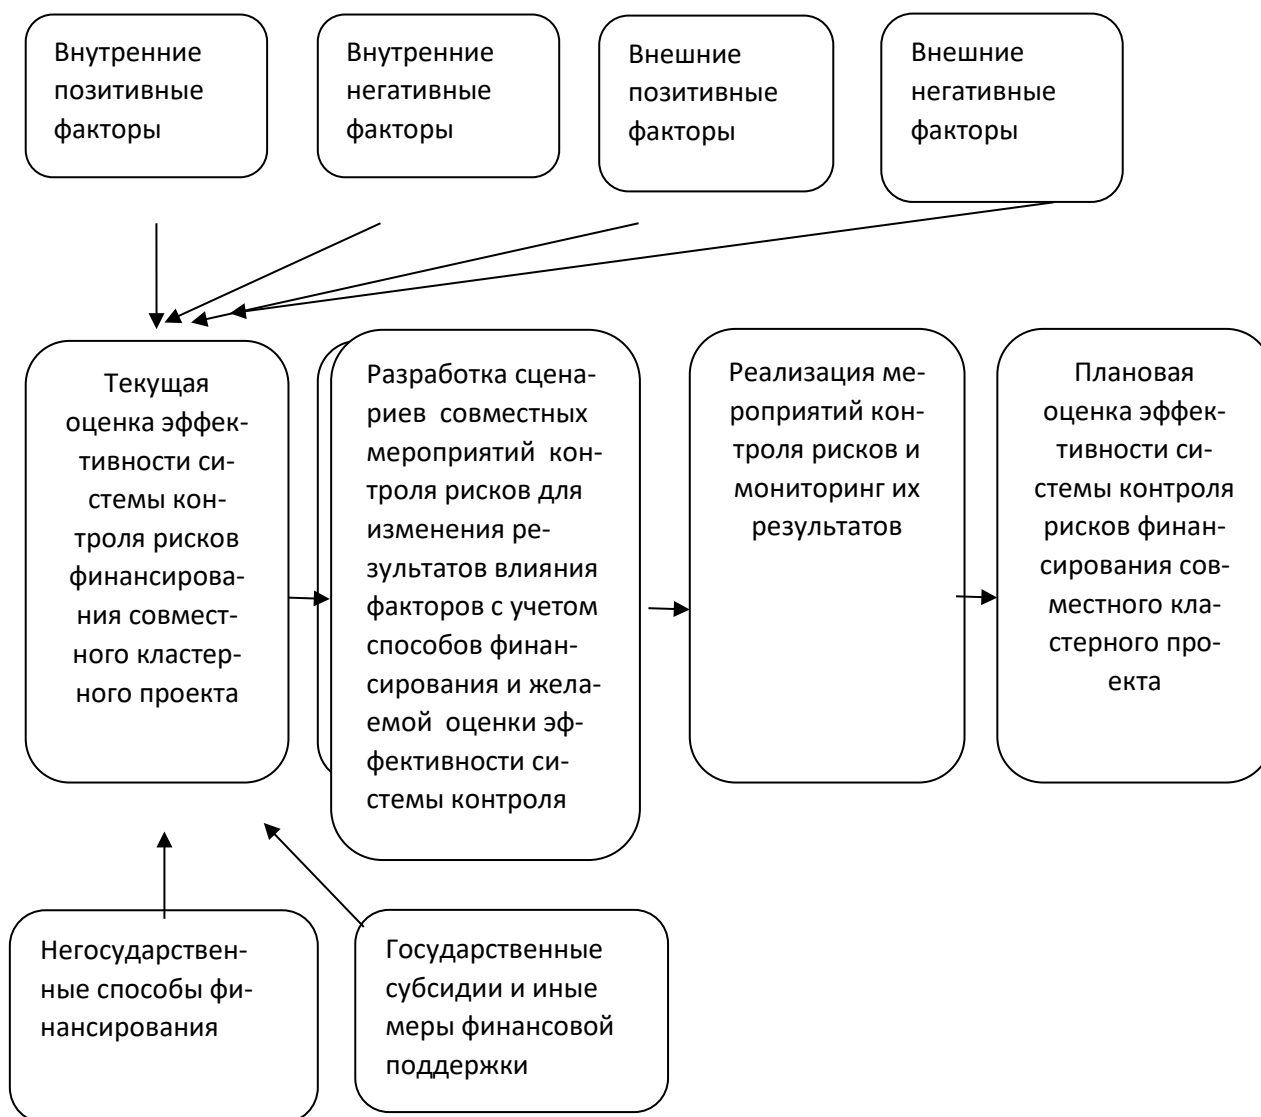 Внутренние
позитивные
факторы
Внутренние
негативные
факторы
Внешние
позитивные
факторы
Внешние
негативные
факторы
Текущая
оценка эффек-
тивности си-
стемы кон-
троля рисков
финансирова-
ния совмест-
ного кластер-
ного проекта
Разработка сцена-
риев совместных
мероприятий кон-
троля рисков для
изменения ре-
зультатов влияния
факторов с учетом
способов финан-
сирования и жела-
емой оценки эф-
фективности си-
стемы контроля
Реализация ме-
роприятий кон-
троля рисков и
мониторинг их
результатов
Плановая
оценка эффек-
тивности си-
стемы контроля
рисков финан-
сирования сов-
местного кла-
стерного про-
екта
Негосударствен-
ные способы фи-
нансирования
Государственные
субсидии и иные
меры финансовой
поддержки